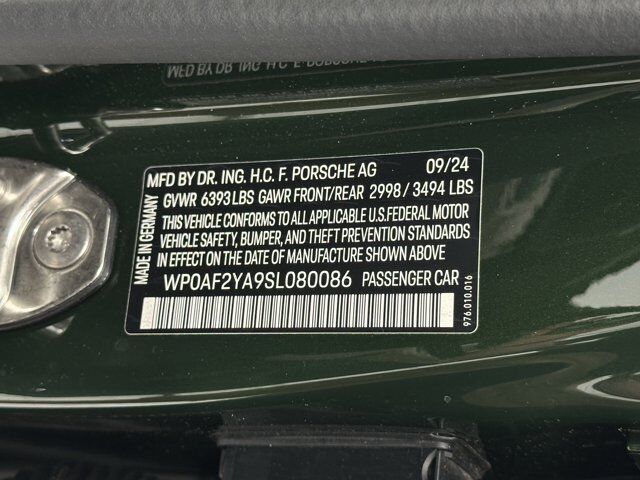 MFD BY DR. ING. H.C. F. PORSCHE AG 09/24
GVWR 6393 LBS GAWR FRONT/REAR 2998 / 3494 LBS
THIS VEHICLE CONFORMS TO ALL APPLICABLE U.S. FEDERAL MOTOR
VEHICLE SAFETY, BUMPER, AND THEFT PREVENTION STANDARDS
IN EFFECT ON THE DATE OF MANUFACTURE SHOWN ABOVE
WP0AF2YA9SL080086 PASSENGER CAR
MADE IN GERMANY
976.010.016